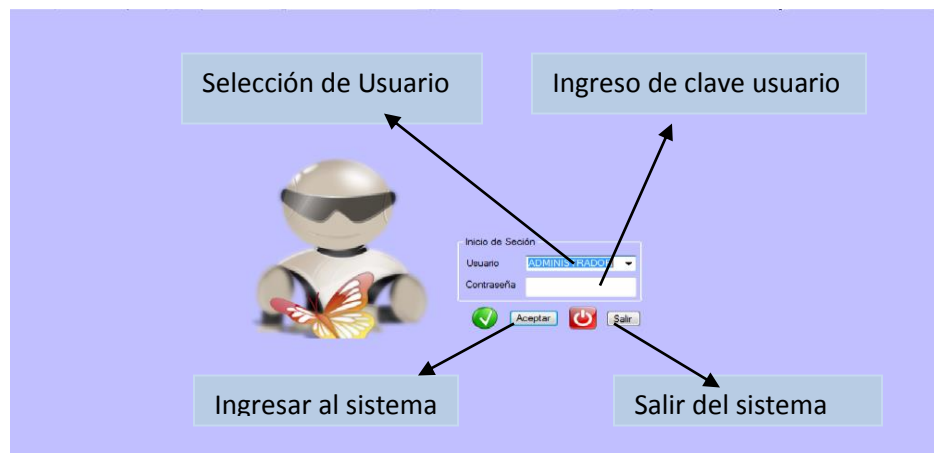 Selección de Usuario
Ingreso de clave usuario
Inicio de Seción
Usuario
ADMINISTRADOR
Contraseña
Aceptar
Salir
Ingresar al sistema
Salir del sistema